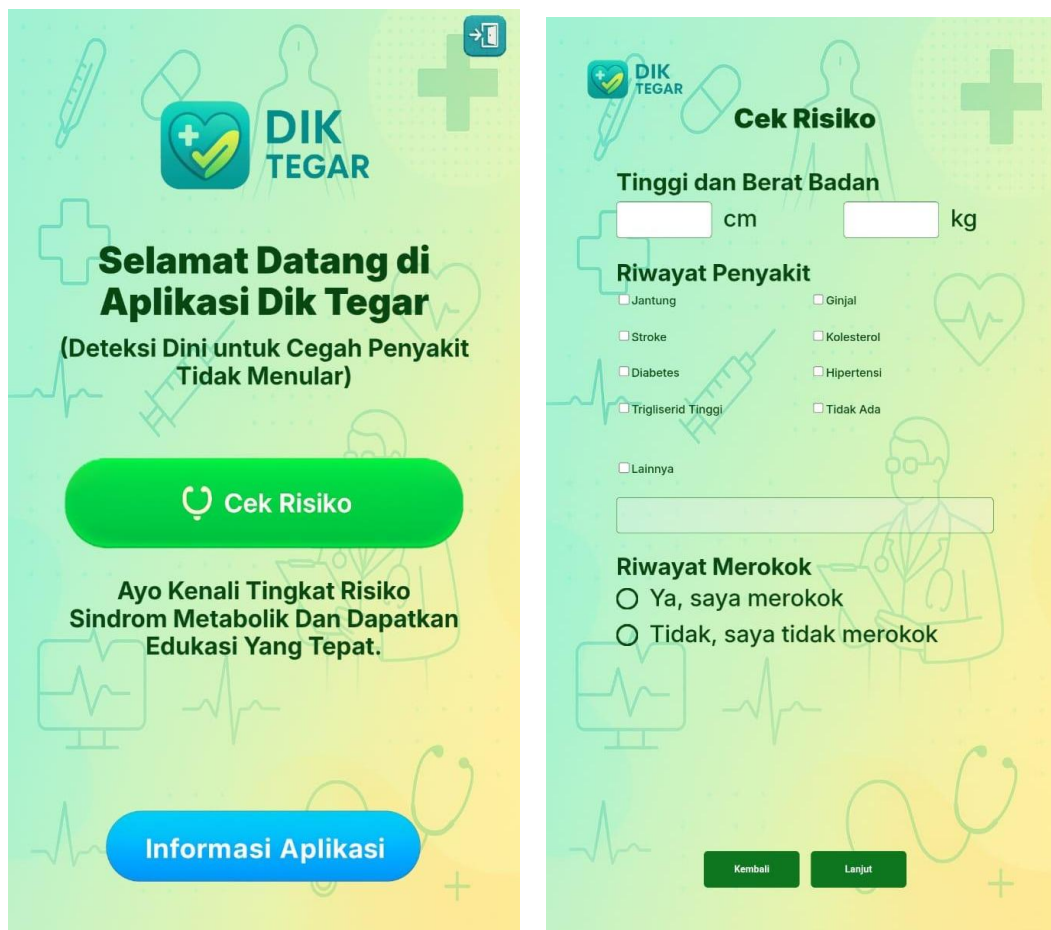 DIK
TEGAR
Selamat Datang di
Aplikasi Dik Tegar
(Deteksi Dini untuk Cegah Penyakit
Tidak Menular)
Cek Risiko
Ayo Kenali Tingkat Risiko
Sindrom Metabolik Dan Dapatkan
Edukasi Yang Tepat.
Informasi Aplikasi
DIK
TEGAR
Cek Risiko
Tinggi dan Berat Badan
cm kg
Riwayat Penyakit
Jantung Ginjal
Stroke Kolesterol
Diabetes Hipertensi
Trigliserid Tinggi Tidak Ada
Lainnya
Riwayat Merokok
Ya, saya merokok
Tidak, saya tidak merokok
Kembali Lanjut